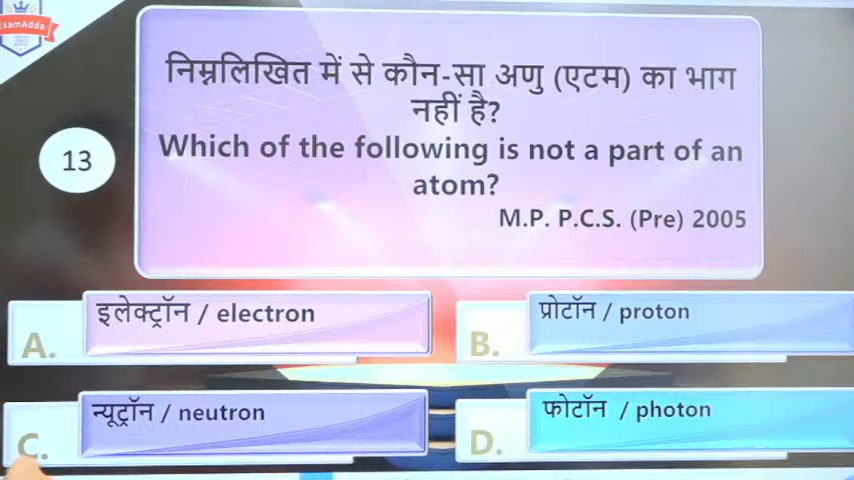 ExamAdda
13
निम्नलिखित में से कौन-सा अणु (एटम) का भाग
नहीं है?
Which of the following is not a part of an
atom?
M.P. P.C.S. (Pre) 2005
A. इलेक्ट्रॉन / electron
B. प्रोटॉन / proton
C. न्यूट्रॉन / neutron
D. फोटॉन / photon